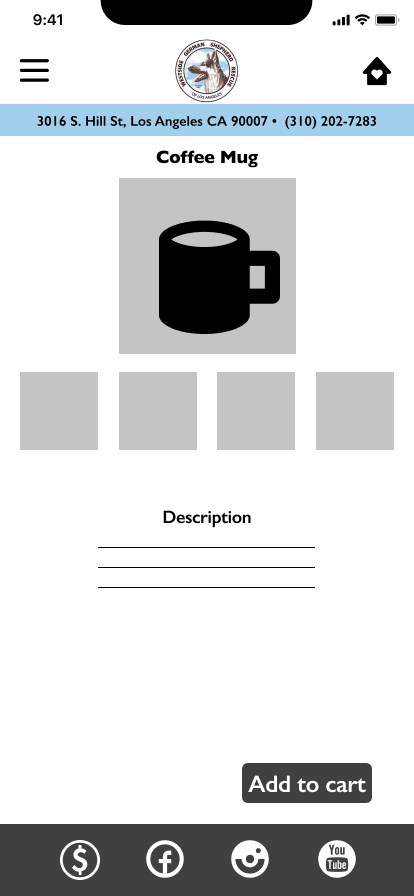 9:41
WESTSIDE GERMAN SHEPHERD RESCUE
OF LOS ANGELES
3016 S. Hill St, Los Angeles CA 90007 • (310) 202-7283
Coffee Mug
Description
Add to cart
$
You
Tube